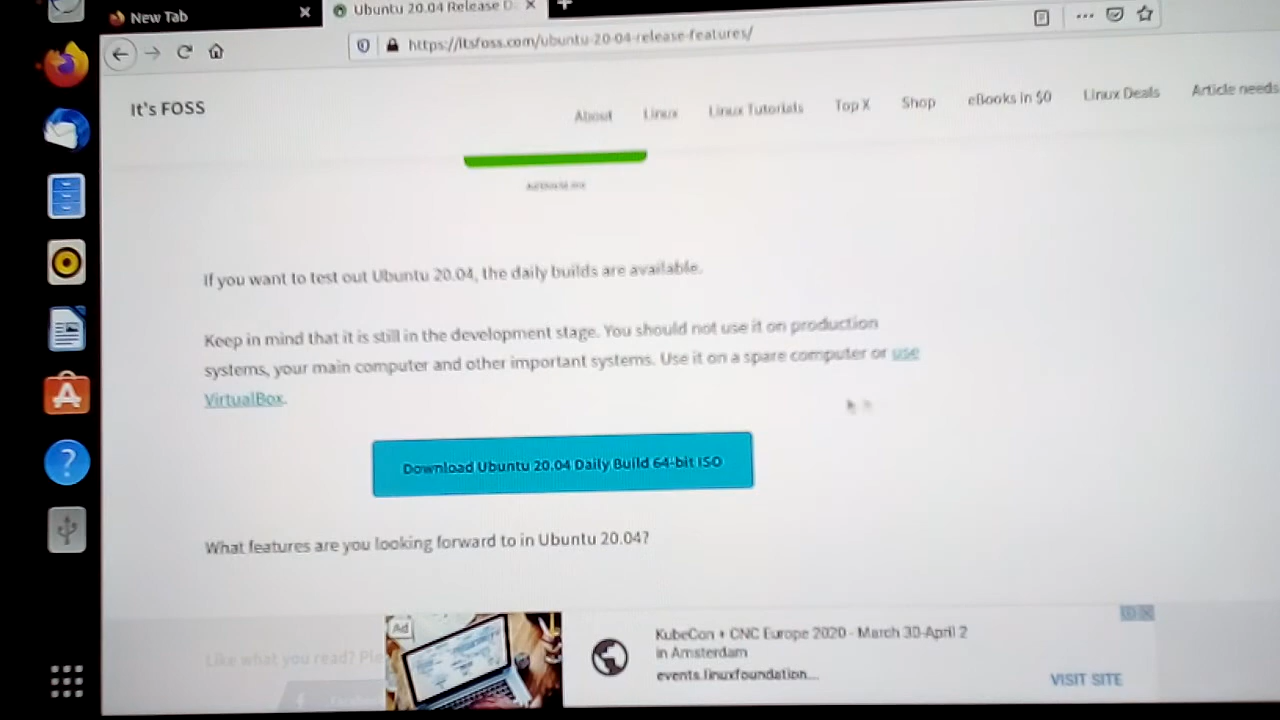 New Tab
Ubuntu 20.04 Release D
https://itsfoss.com/ubuntu-20-04-release-features/
It's FOSS
About Linux Linux Tutorials Top X Shop eBooks in $0 Linux Deals Article needs
If you want to test out Ubuntu 20.04, the daily builds are available.
Keep in mind that it is still in the development stage. You should not use it on production
systems, your main computer and other important systems. Use it on a spare computer or use
VirtualBox.
Download Ubuntu 20.04 Daily Build 64-bit ISO
What features are you looking forward to in Ubuntu 20.04?
Like what you read? Ple
Ad
KubeCon + CNC Europe 2020 - March 30-April 2
in Amsterdam
events.linuxfoundation...
VISIT SITE